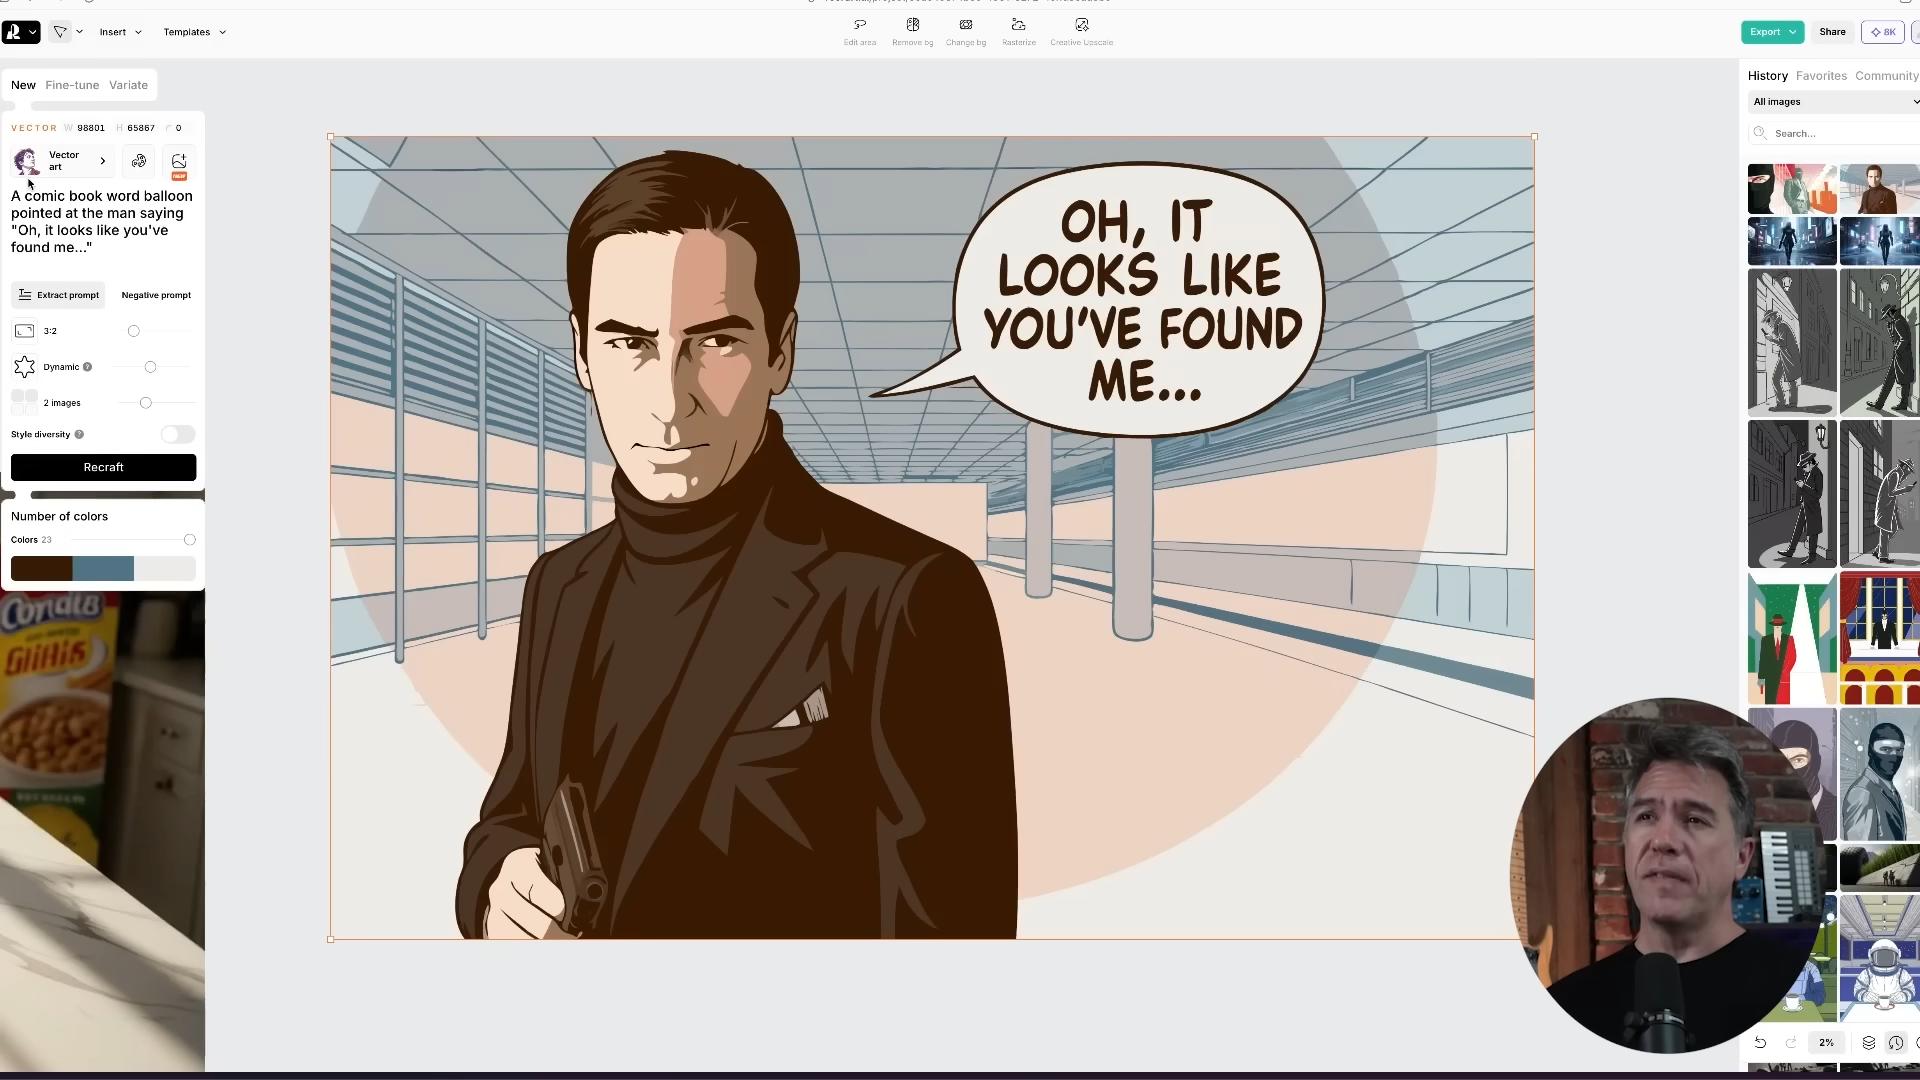 Insert
Templates
Edit area
Remove bg
Change bg
Rasterize
Creative Upscale
Export
Share
8K
New
Fine-tune
Variate
VECTOR W 98801 H 65867 0
Vector
art
NEW
A comic book word balloon
pointed at the man saying
"Oh, it looks like you've
found me..."
Extract prompt
Negative prompt
3:2
Dynamic ?
2 images
Style diversity ?
Recraft
Number of colors
Colors 23
OH, IT
LOOKS LIKE
YOU'VE FOUND
ME...
History
Favorites
Community
All images
Search...
2%